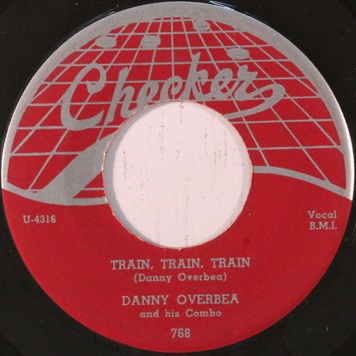 Checker
U-4316
Vocal
B.M.I.
TRAIN, TRAIN, TRAIN
(Danny Overbea)
DANNY OVERBEA
and his Combo
768